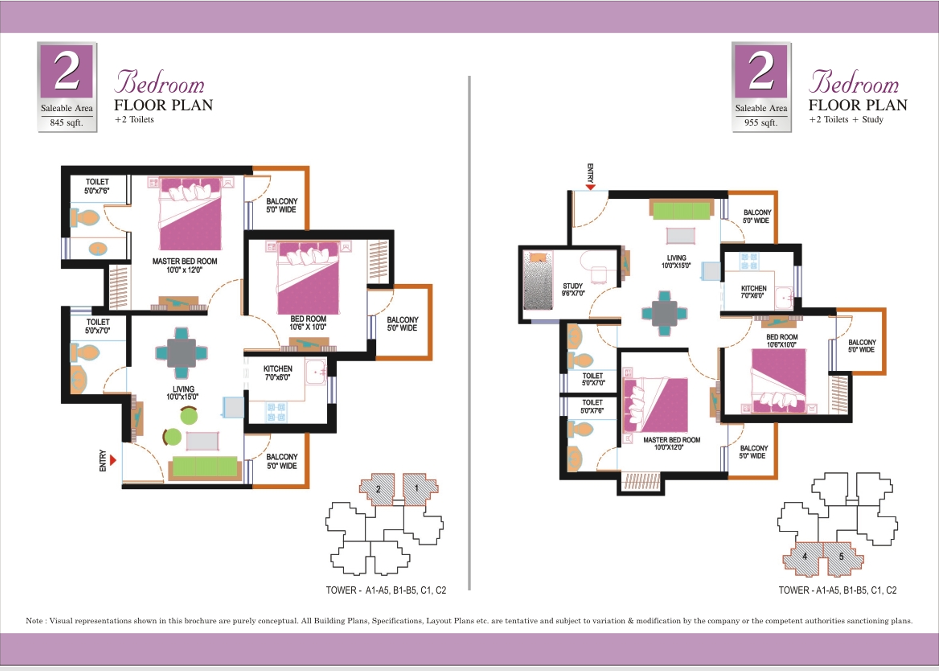 2
Saleable Area
845 sqft.
Bedroom
FLOOR PLAN
+2 Toilets
TOILET
5'0"x7'6"
MASTER BED ROOM
10'0" x 12'0"
BALCONY
5'0" WIDE
BED ROOM
10'6" X 10'0"
BALCONY
5'0" WIDE
TOILET
5'0"x7'0"
LIVING
10'0"x15'0"
KITCHEN
7'0"x6'0"
BALCONY
5'0" WIDE
ENTRY
2
1
TOWER - A1-A5, B1-B5, C1, C2
2
Saleable Area
955 sqft.
Bedroom
FLOOR PLAN
+2 Toilets + Study
ENTRY
BALCONY
5'0" WIDE
LIVING
10'0"X15'0"
STUDY
9'6"X7'0"
KITCHEN
7'0"X6'0"
BED ROOM
10'6"X10'0"
BALCONY
5'0" WIDE
TOILET
5'0"X7'0"
TOILET
5'0"X7'6"
MASTER BED ROOM
10'0"X12'0"
BALCONY
5'0" WIDE
4
5
TOWER - A1-A5, B1-B5, C1, C2
Note : Visual representations shown in this brochure are purely conceptual. All Building Plans, Specifications, Layout Plans etc. are tentative and subject to variation & modification by the company or the competent authorities sanctioning plans.